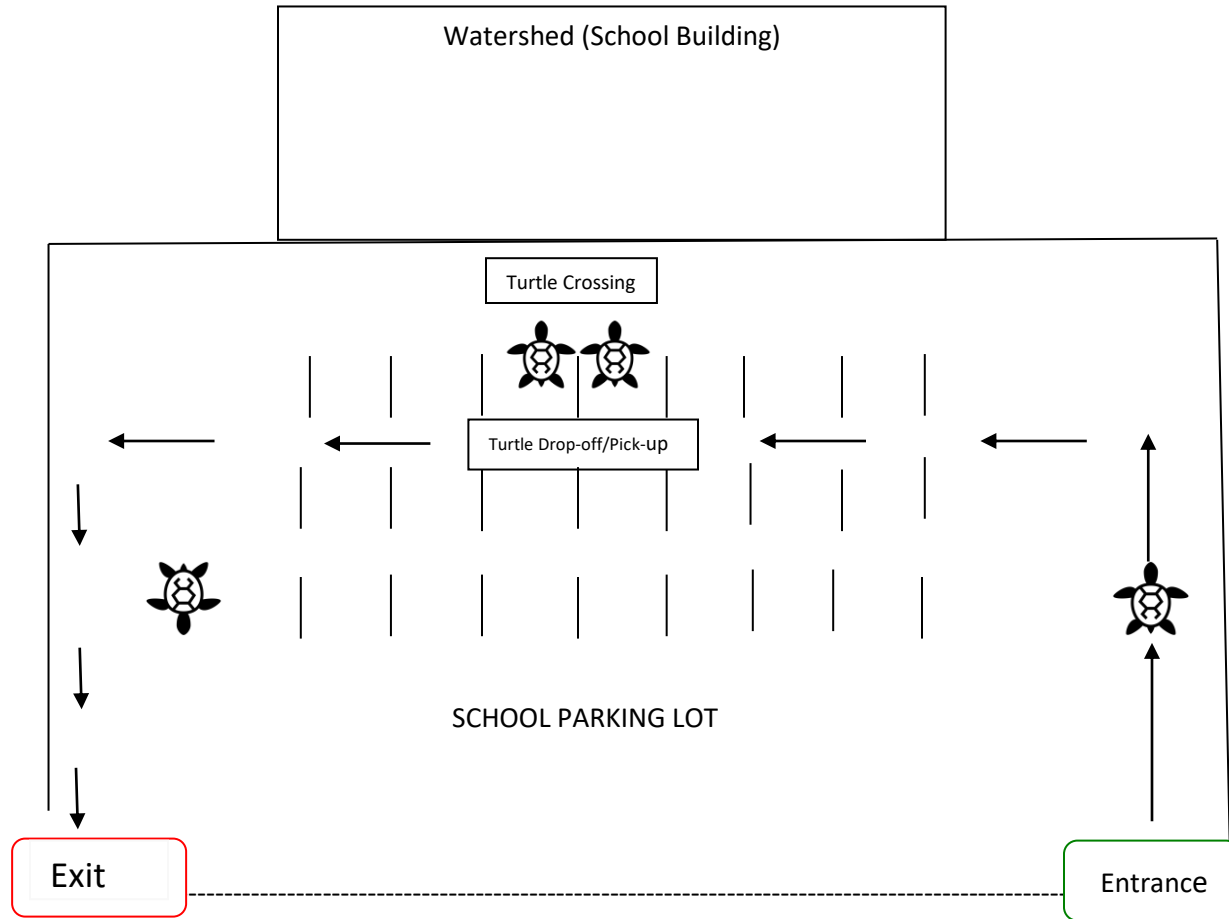 Watershed (School Building)
Turtle Crossing
Turtle Drop-off/Pick-up
SCHOOL PARKING LOT
Exit
Entrance